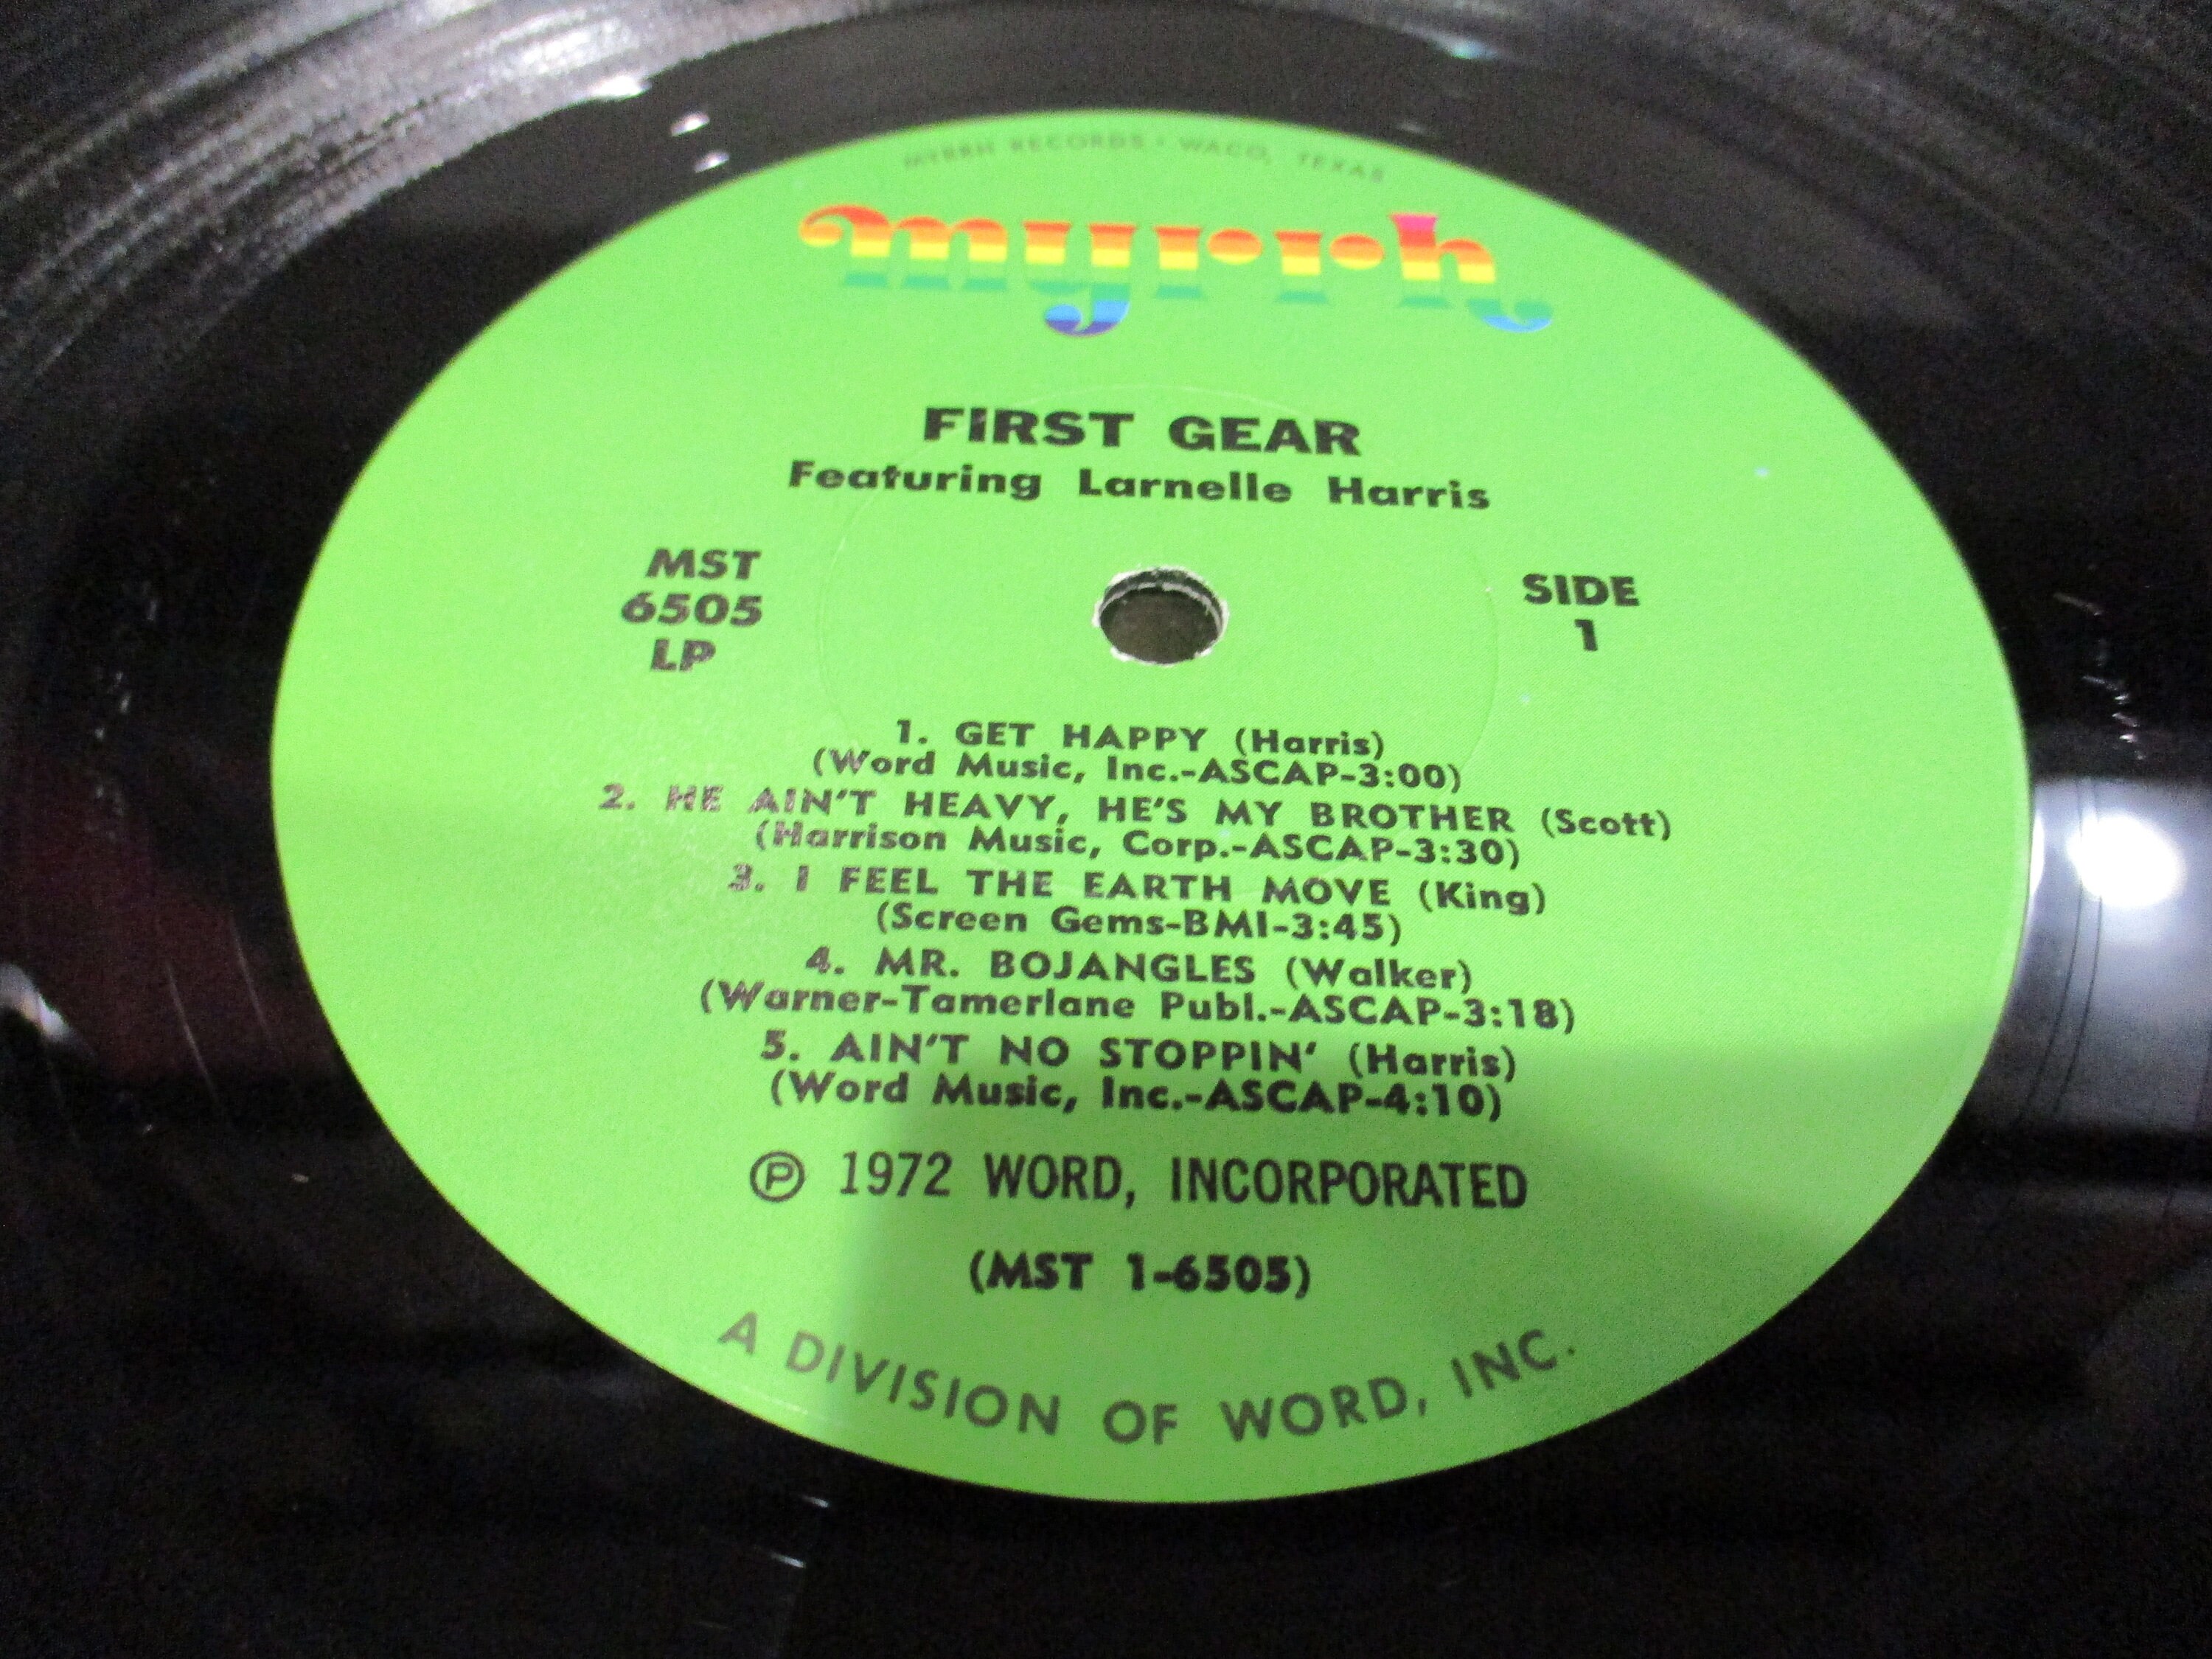 MYRRH RECORDS • WACO, TEXAS
myrrh
FIRST GEAR
Featuring Larnelle Harris
MST
6505
LP
SIDE
1
1. GET HAPPY (Harris)
(Word Music, Inc.-ASCAP-3:00)
2. HE AIN'T HEAVY, HE'S MY BROTHER (Scott)
(Harrison Music, Corp.-ASCAP-3:30)
3. I FEEL THE EARTH MOVE (King)
(Screen Gems-BMI-3:45)
4. MR. BOJANGLES (Walker)
(Warner-Tamerlane Publ.-ASCAP-3:18)
5. AIN'T NO STOPPIN' (Harris)
(Word Music, Inc.-ASCAP-4:10)
Ⓟ 1972 WORD, INCORPORATED
(MST 1-6505)
A DIVISION OF WORD, INC.